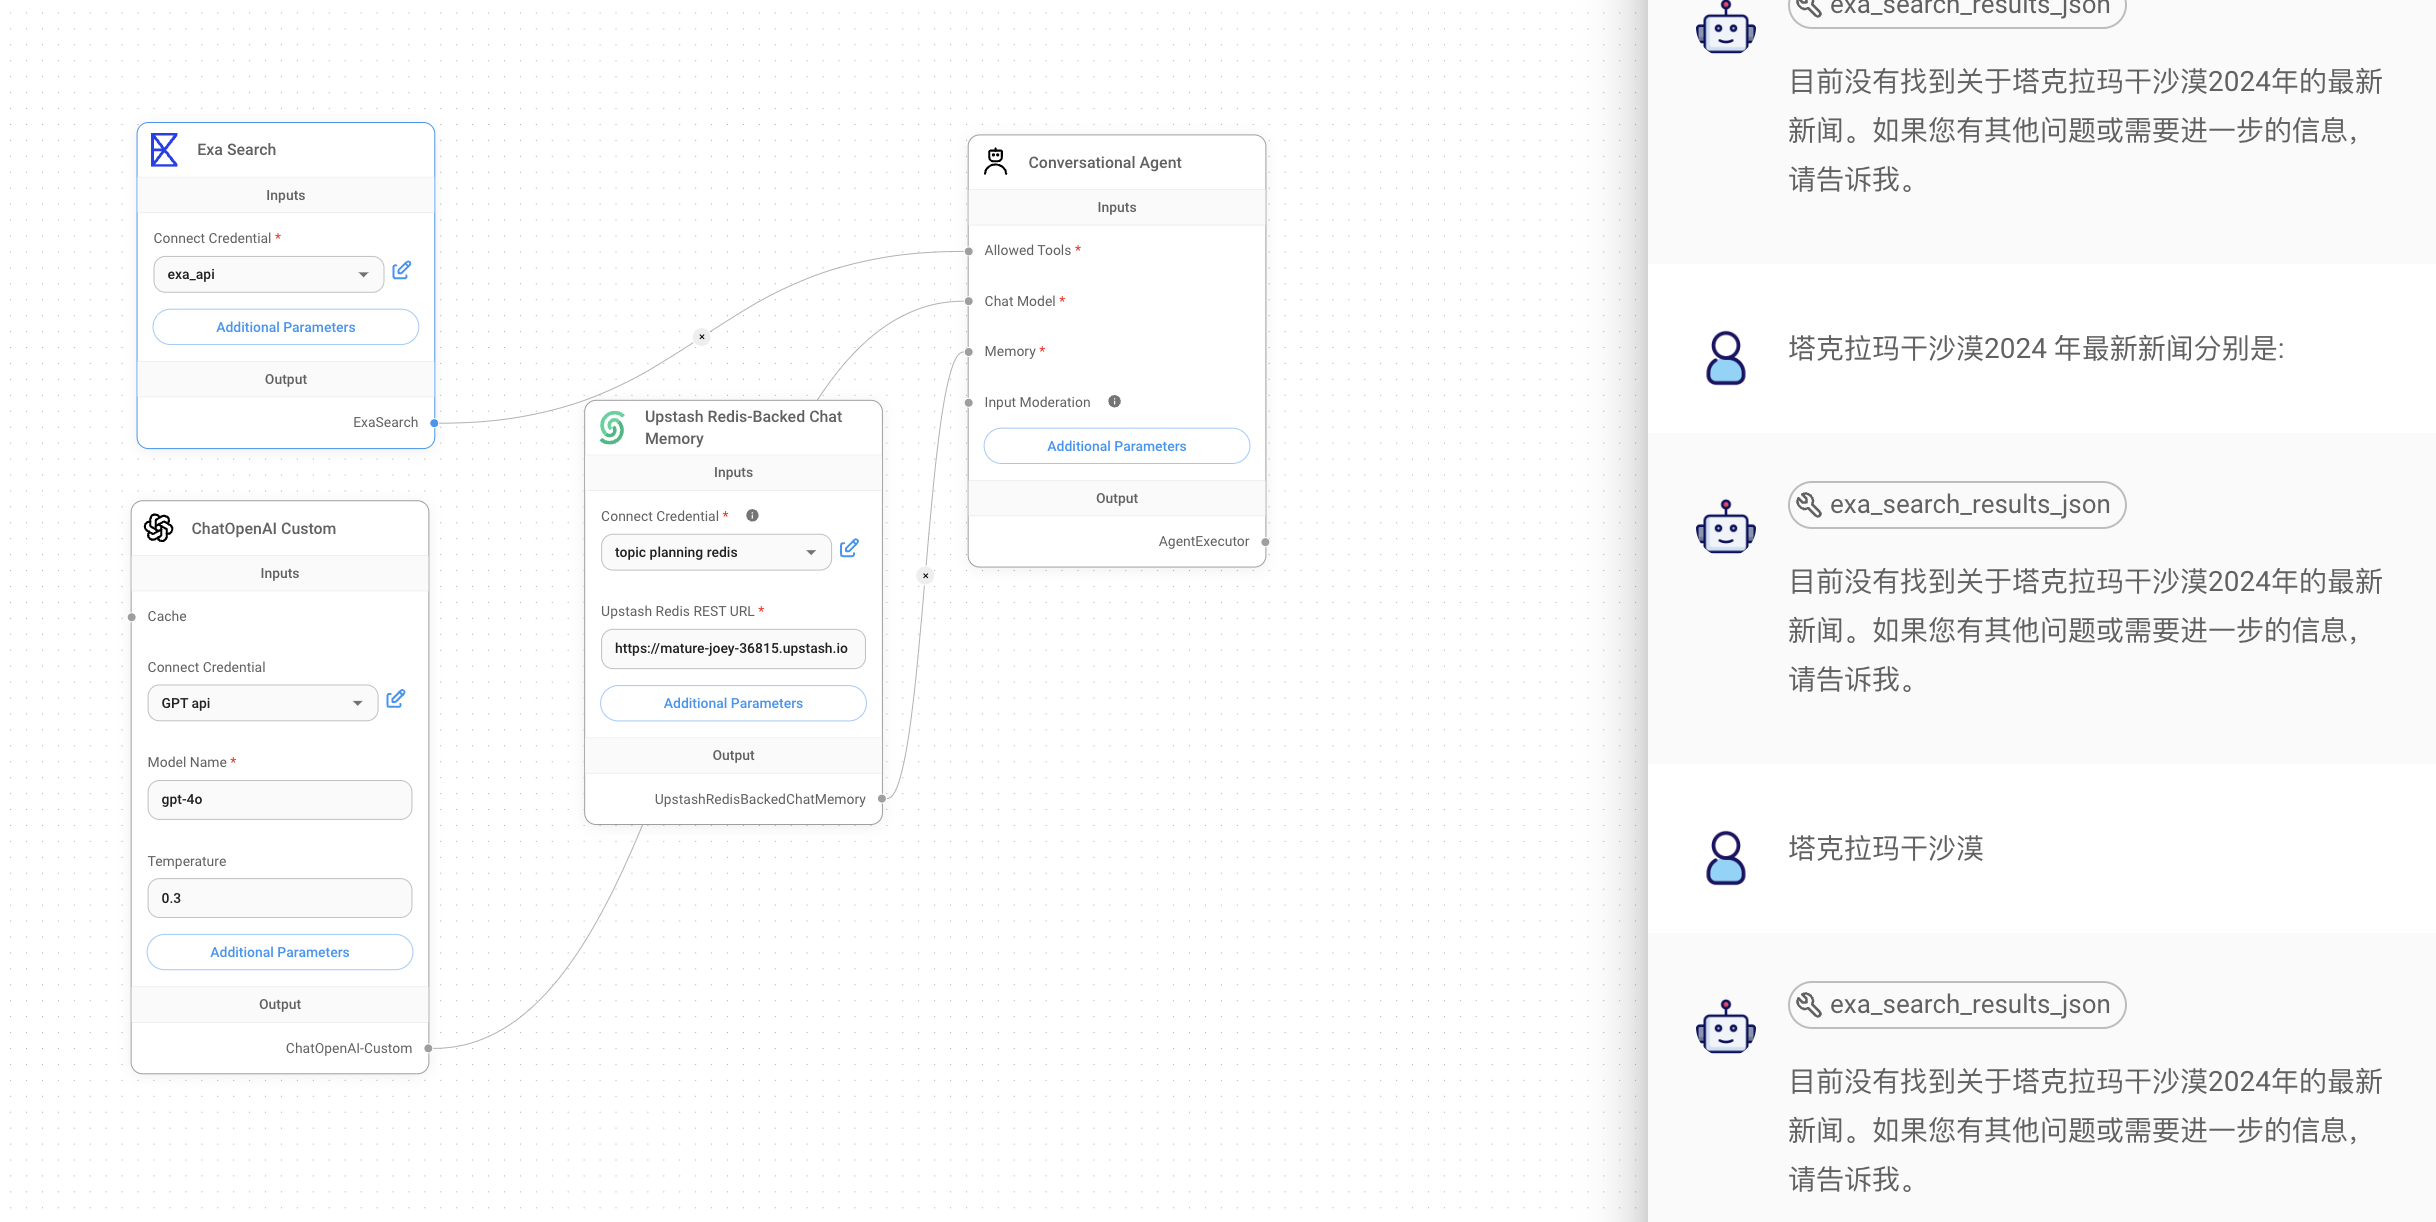 Exa Search
Inputs
Connect Credential *
exa_api
Additional Parameters
Output
ExaSearch
ChatOpenAI Custom
Inputs
Cache
Connect Credential
GPT api
Model Name *
gpt-4o
Temperature
0.3
Additional Parameters
Output
ChatOpenAI-Custom
Upstash Redis-Backed Chat
Memory
Inputs
Connect Credential *
topic planning redis
Upstash Redis REST URL *
https://mature-joey-36815.upstash.io
Additional Parameters
Output
UpstashRedisBackedChatMemory
Conversational Agent
Inputs
Allowed Tools *
Chat Model *
Memory *
Input Moderation
Additional Parameters
Output
AgentExecutor
exa_search_results_json
目前没有找到关于塔克拉玛干沙漠2024年的最新
新闻。如果您有其他问题或需要进一步的信息，
请告诉我。
塔克拉玛干沙漠2024 年最新新闻分别是:
exa_search_results_json
目前没有找到关于塔克拉玛干沙漠2024年的最新
新闻。如果您有其他问题或需要进一步的信息，
请告诉我。
塔克拉玛干沙漠
exa_search_results_json
目前没有找到关于塔克拉玛干沙漠2024年的最新
新闻。如果您有其他问题或需要进一步的信息，
请告诉我。